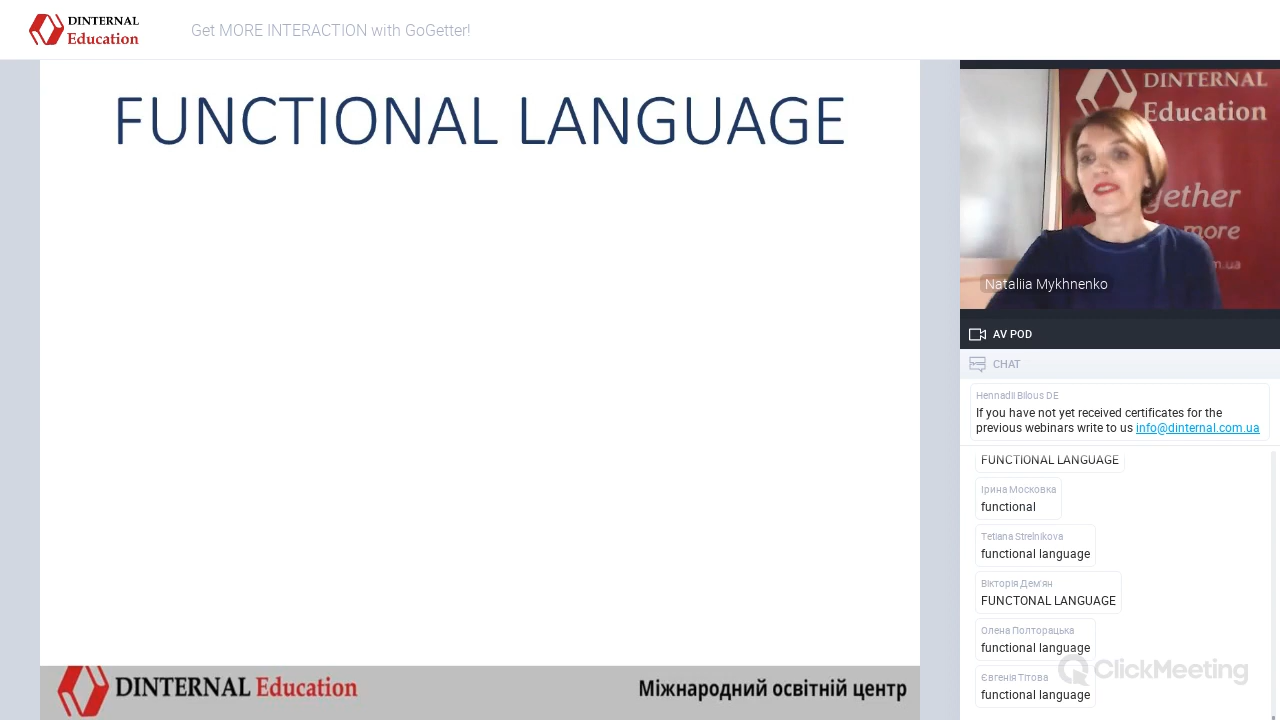 DINTERNAL
Education
Get MORE INTERACTION with GoGetter!
FUNCTIONAL LANGUAGE
DINTERNAL Education
Міжнародний освітній центр
DINTERNAL
Education
gether
more
m.ua
Nataliia Mykhnenko
AV POD
CHAT
Hennadii Bilous DE
If you have not yet received certificates for the
previous webinars write to us info@dinternal.com.ua
FUNCTIONAL LANGUAGE
Ірина Московка
functional
Tetiana Strelnikova
functional language
Вікторія Дем'ян
FUNCTONAL LANGUAGE
Олена Полторацька
functional language
Євгенія Тітова
functional language
ClickMeeting